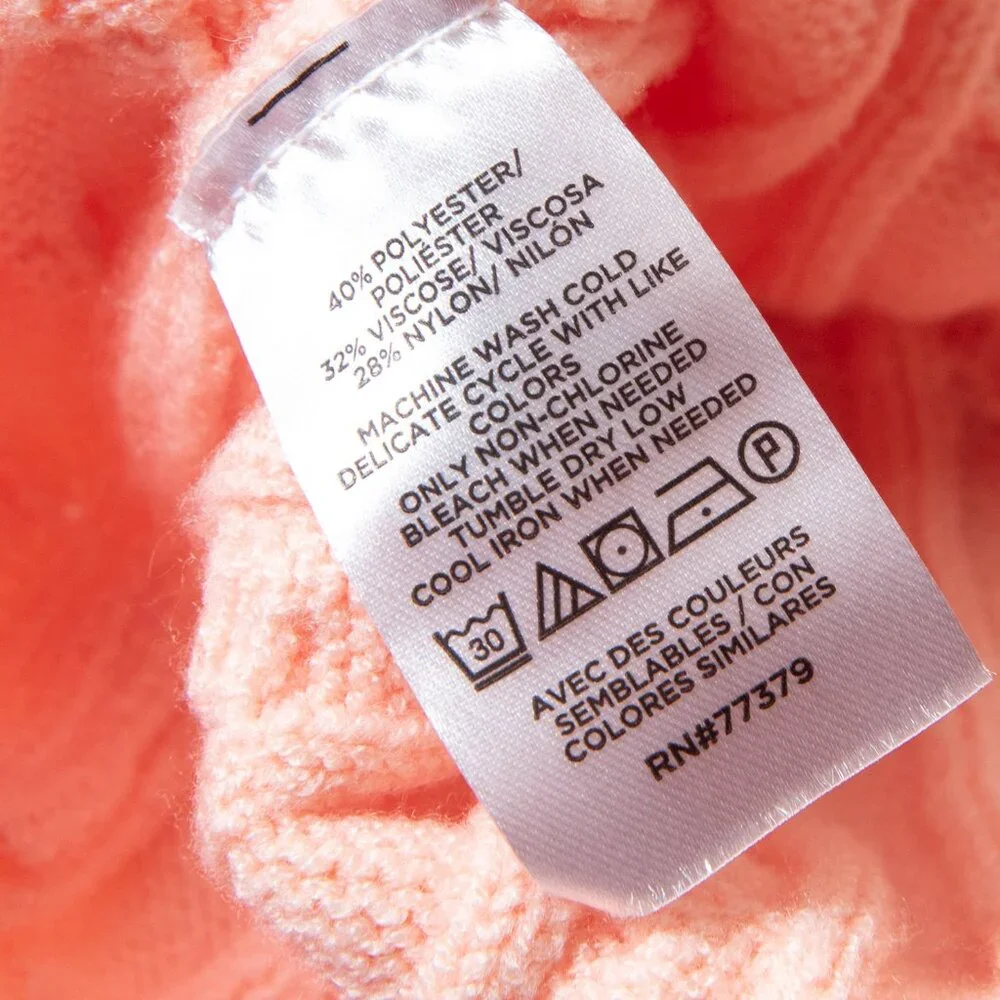 40% POLYESTER/
POLIÉSTER
32% VISCOSE/ VISCOSA
28% NYLON/ NILÓN
MACHINE WASH COLD
DELICATE CYCLE WITH LIKE
COLORS
ONLY NON-CHLORINE
BLEACH WHEN NEEDED
TUMBLE DRY LOW
COOL IRON WHEN NEEDED
30 P
AVEC DES COULEURS
SEMBLABLES / CON
COLORES SIMILARES
RN#77379